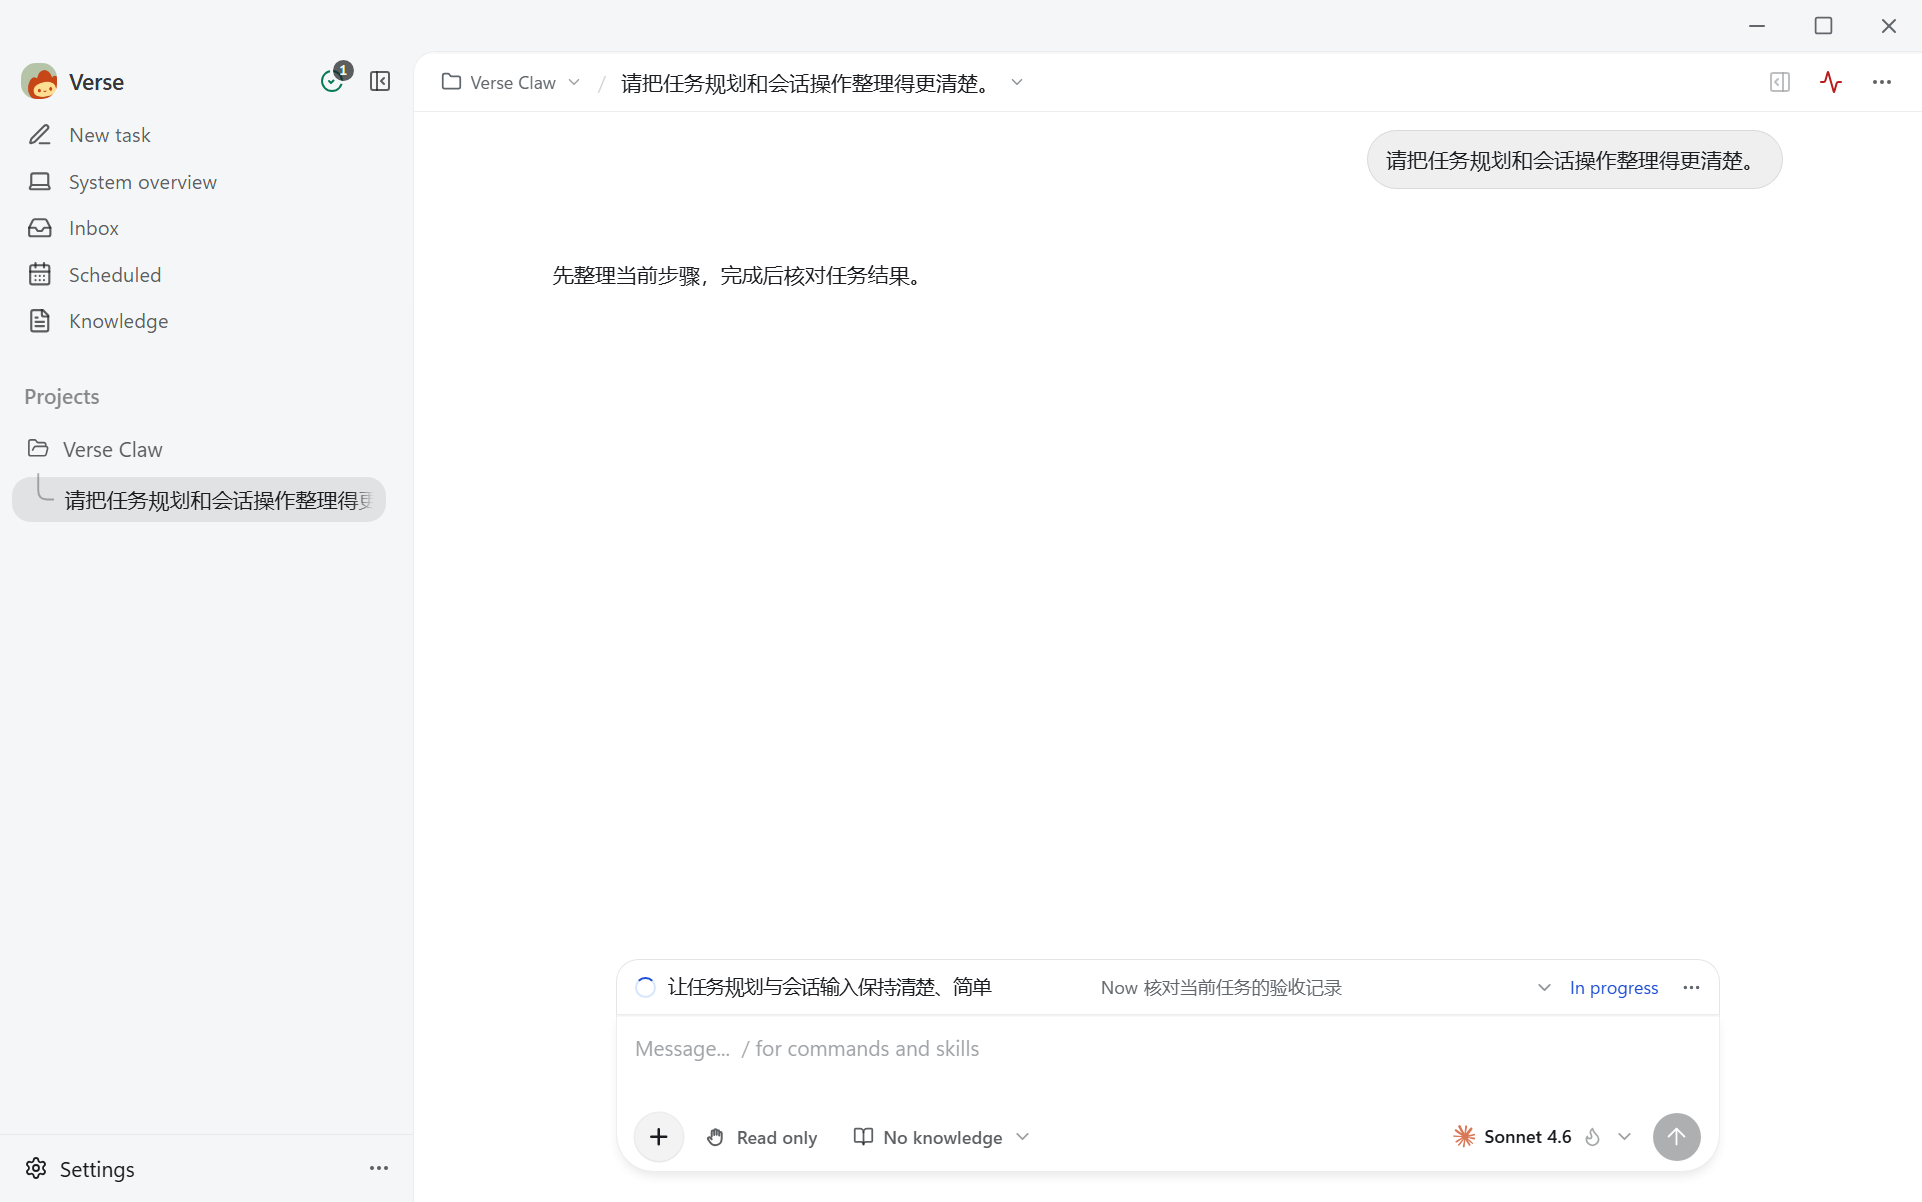 Verse
1
New task
System overview
Inbox
Scheduled
Knowledge
Projects
Verse Claw
请把任务规划和会话操作整理得更
Settings
Verse Claw / 请把任务规划和会话操作整理得更清楚。
请把任务规划和会话操作整理得更清楚。
先整理当前步骤，完成后核对任务结果。
让任务规划与会话输入保持清楚、简单 Now 核对当前任务的验收记录 In progress
Message... / for commands and skills
Read only No knowledge Sonnet 4.6